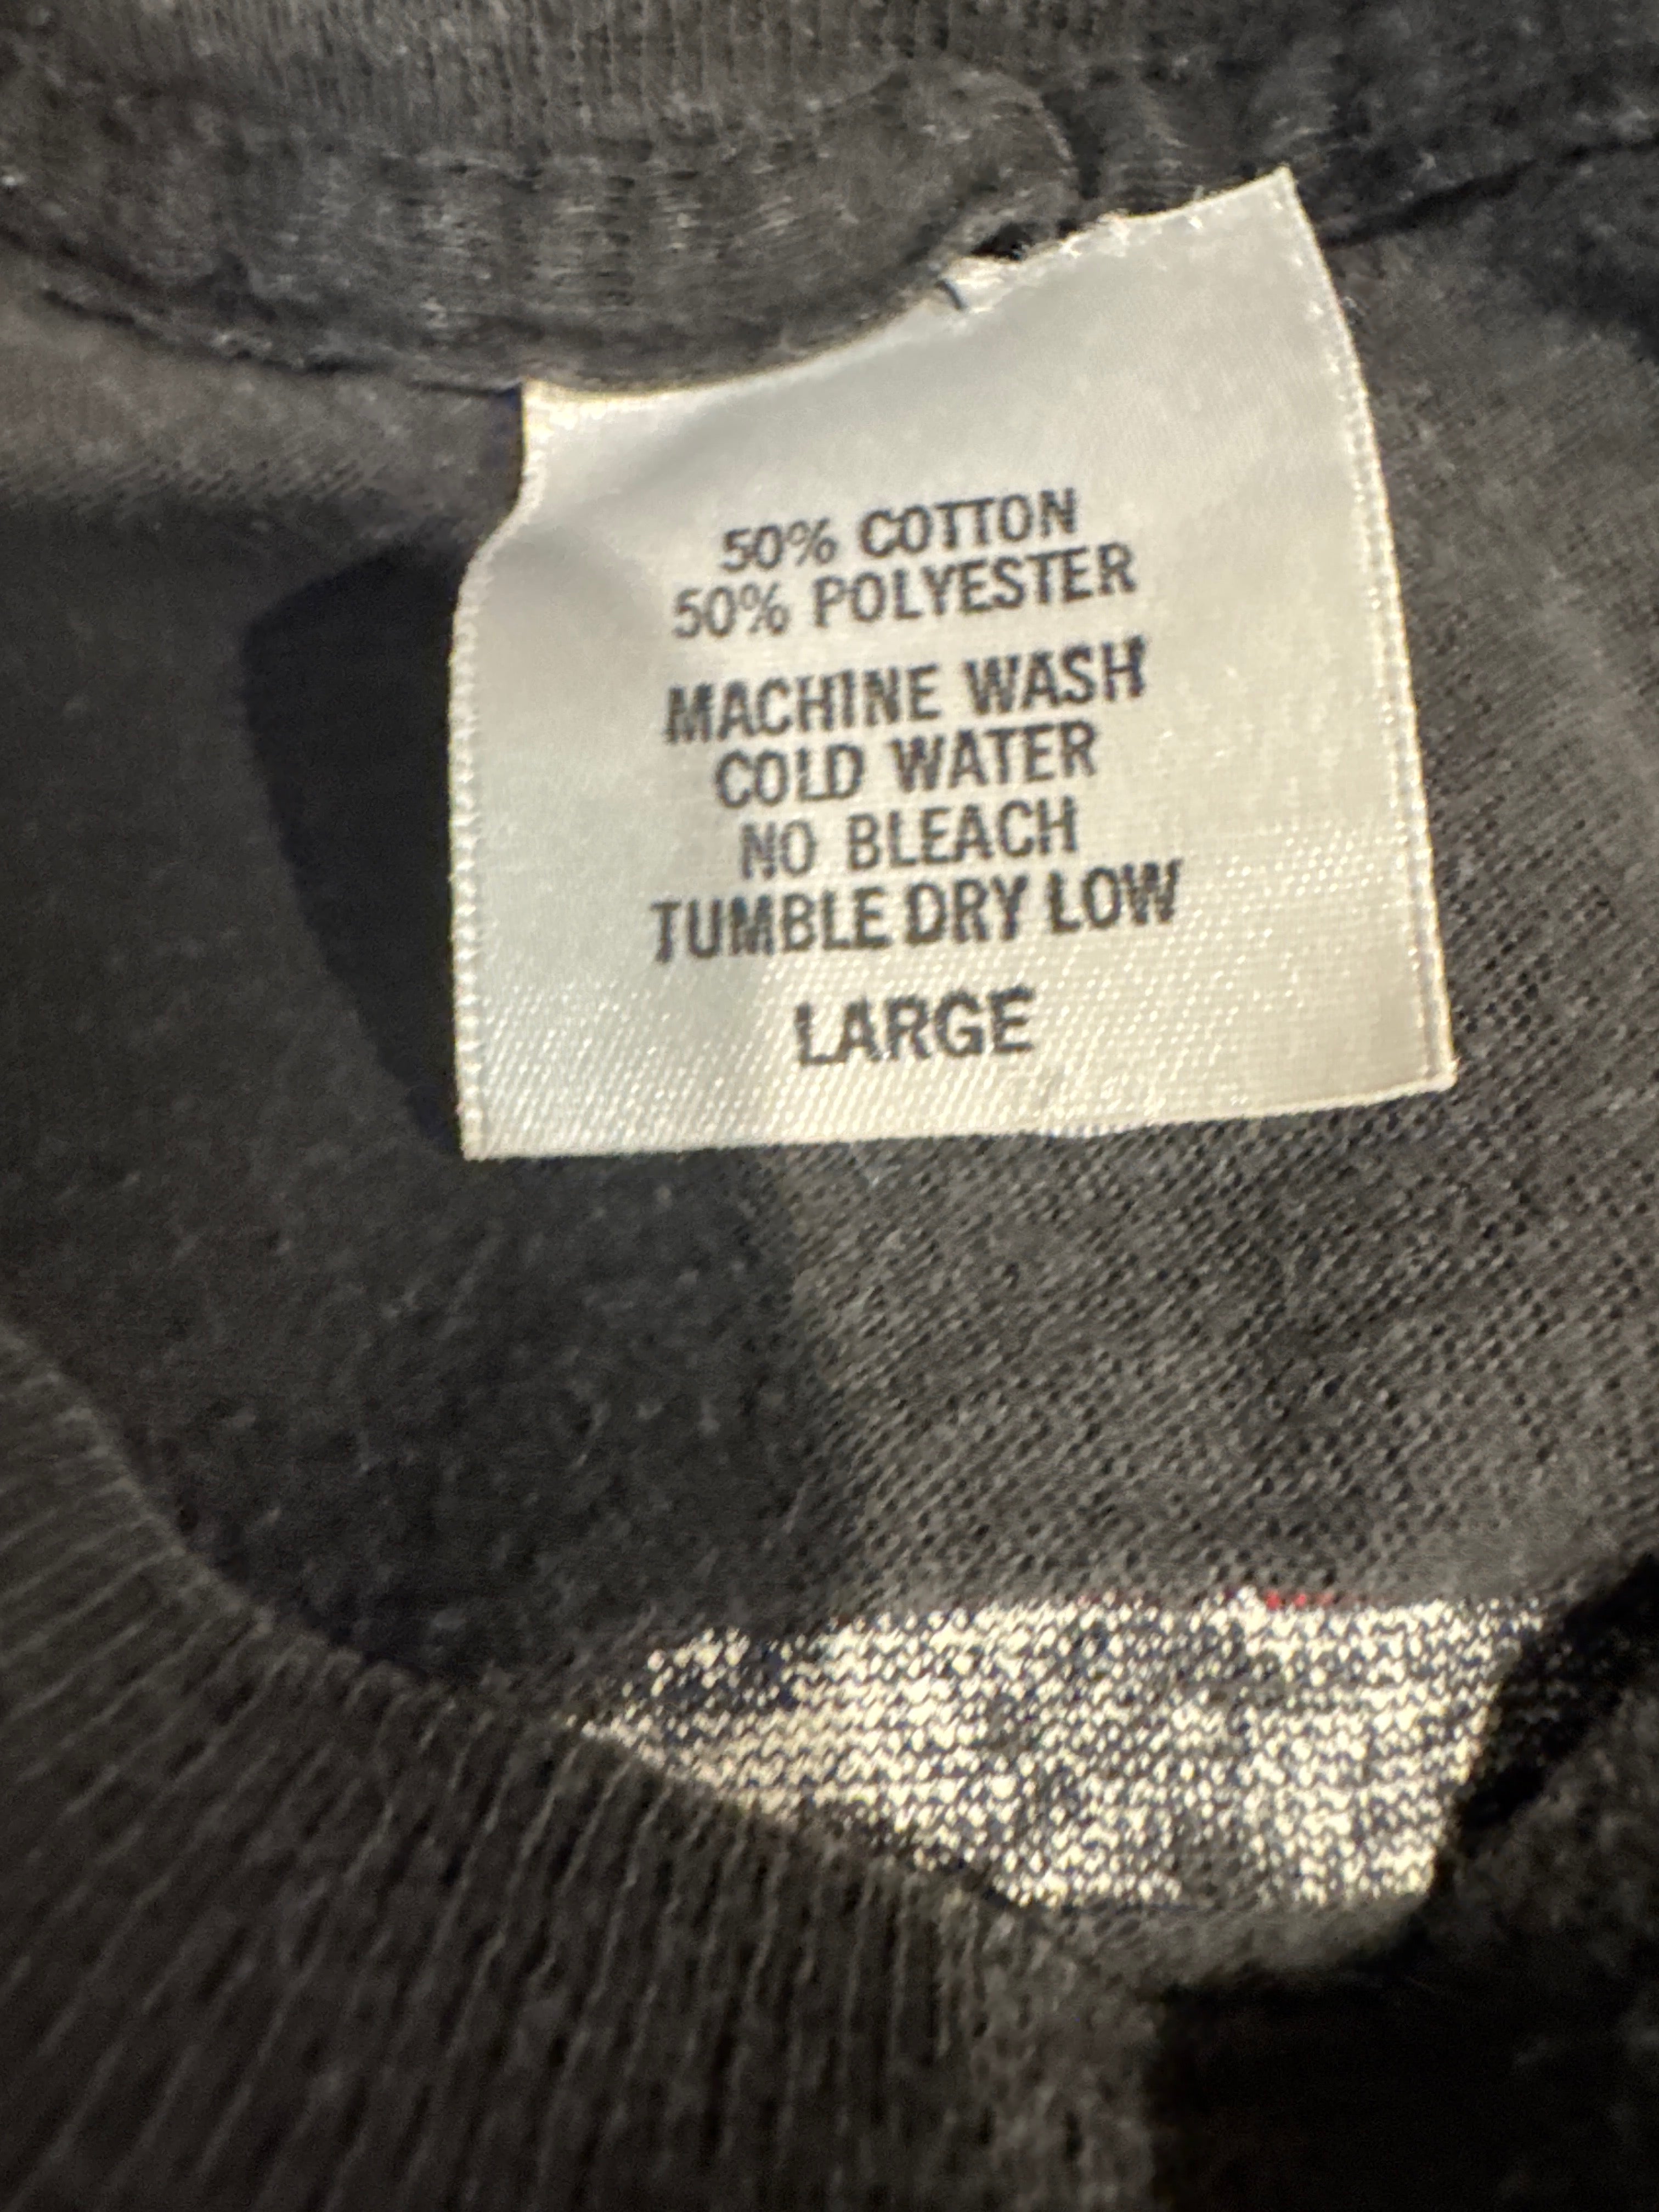 50% COTTON
50% POLYESTER
MACHINE WASH
COLD WATER
NO BLEACH
TUMBLE DRY LOW
LARGE